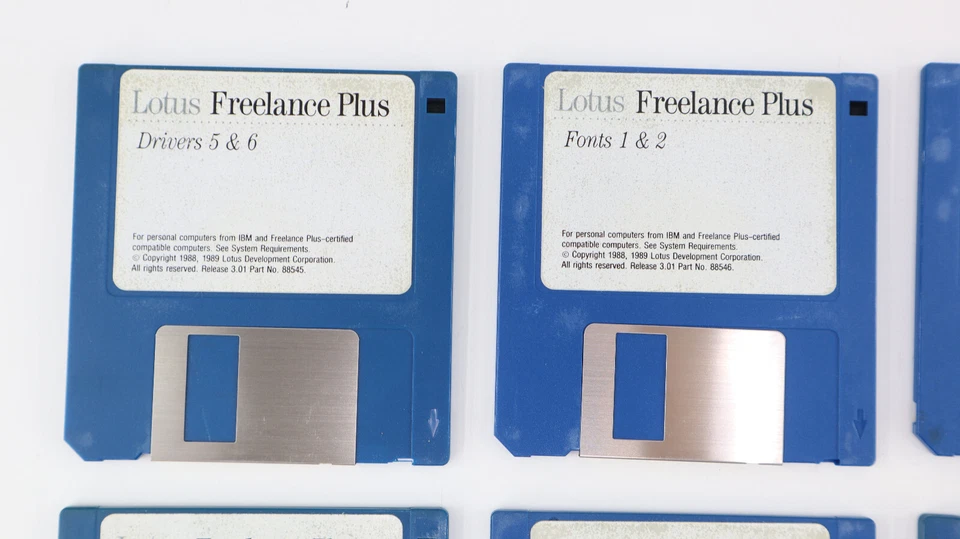 Lotus Freelance Plus
Drivers 5 & 6
For personal computers from IBM and Freelance Plus-certified
compatible computers. See System Requirements.
© Copyright 1988, 1989 Lotus Development Corporation.
All rights reserved. Release 3.01 Part No. 88545.
Lotus Freelance Plus
Fonts 1 & 2
For personal computers from IBM and Freelance Plus-certified
compatible computers. See System Requirements.
© Copyright 1988, 1989 Lotus Development Corporation.
All rights reserved. Release 3.01 Part No. 88546.